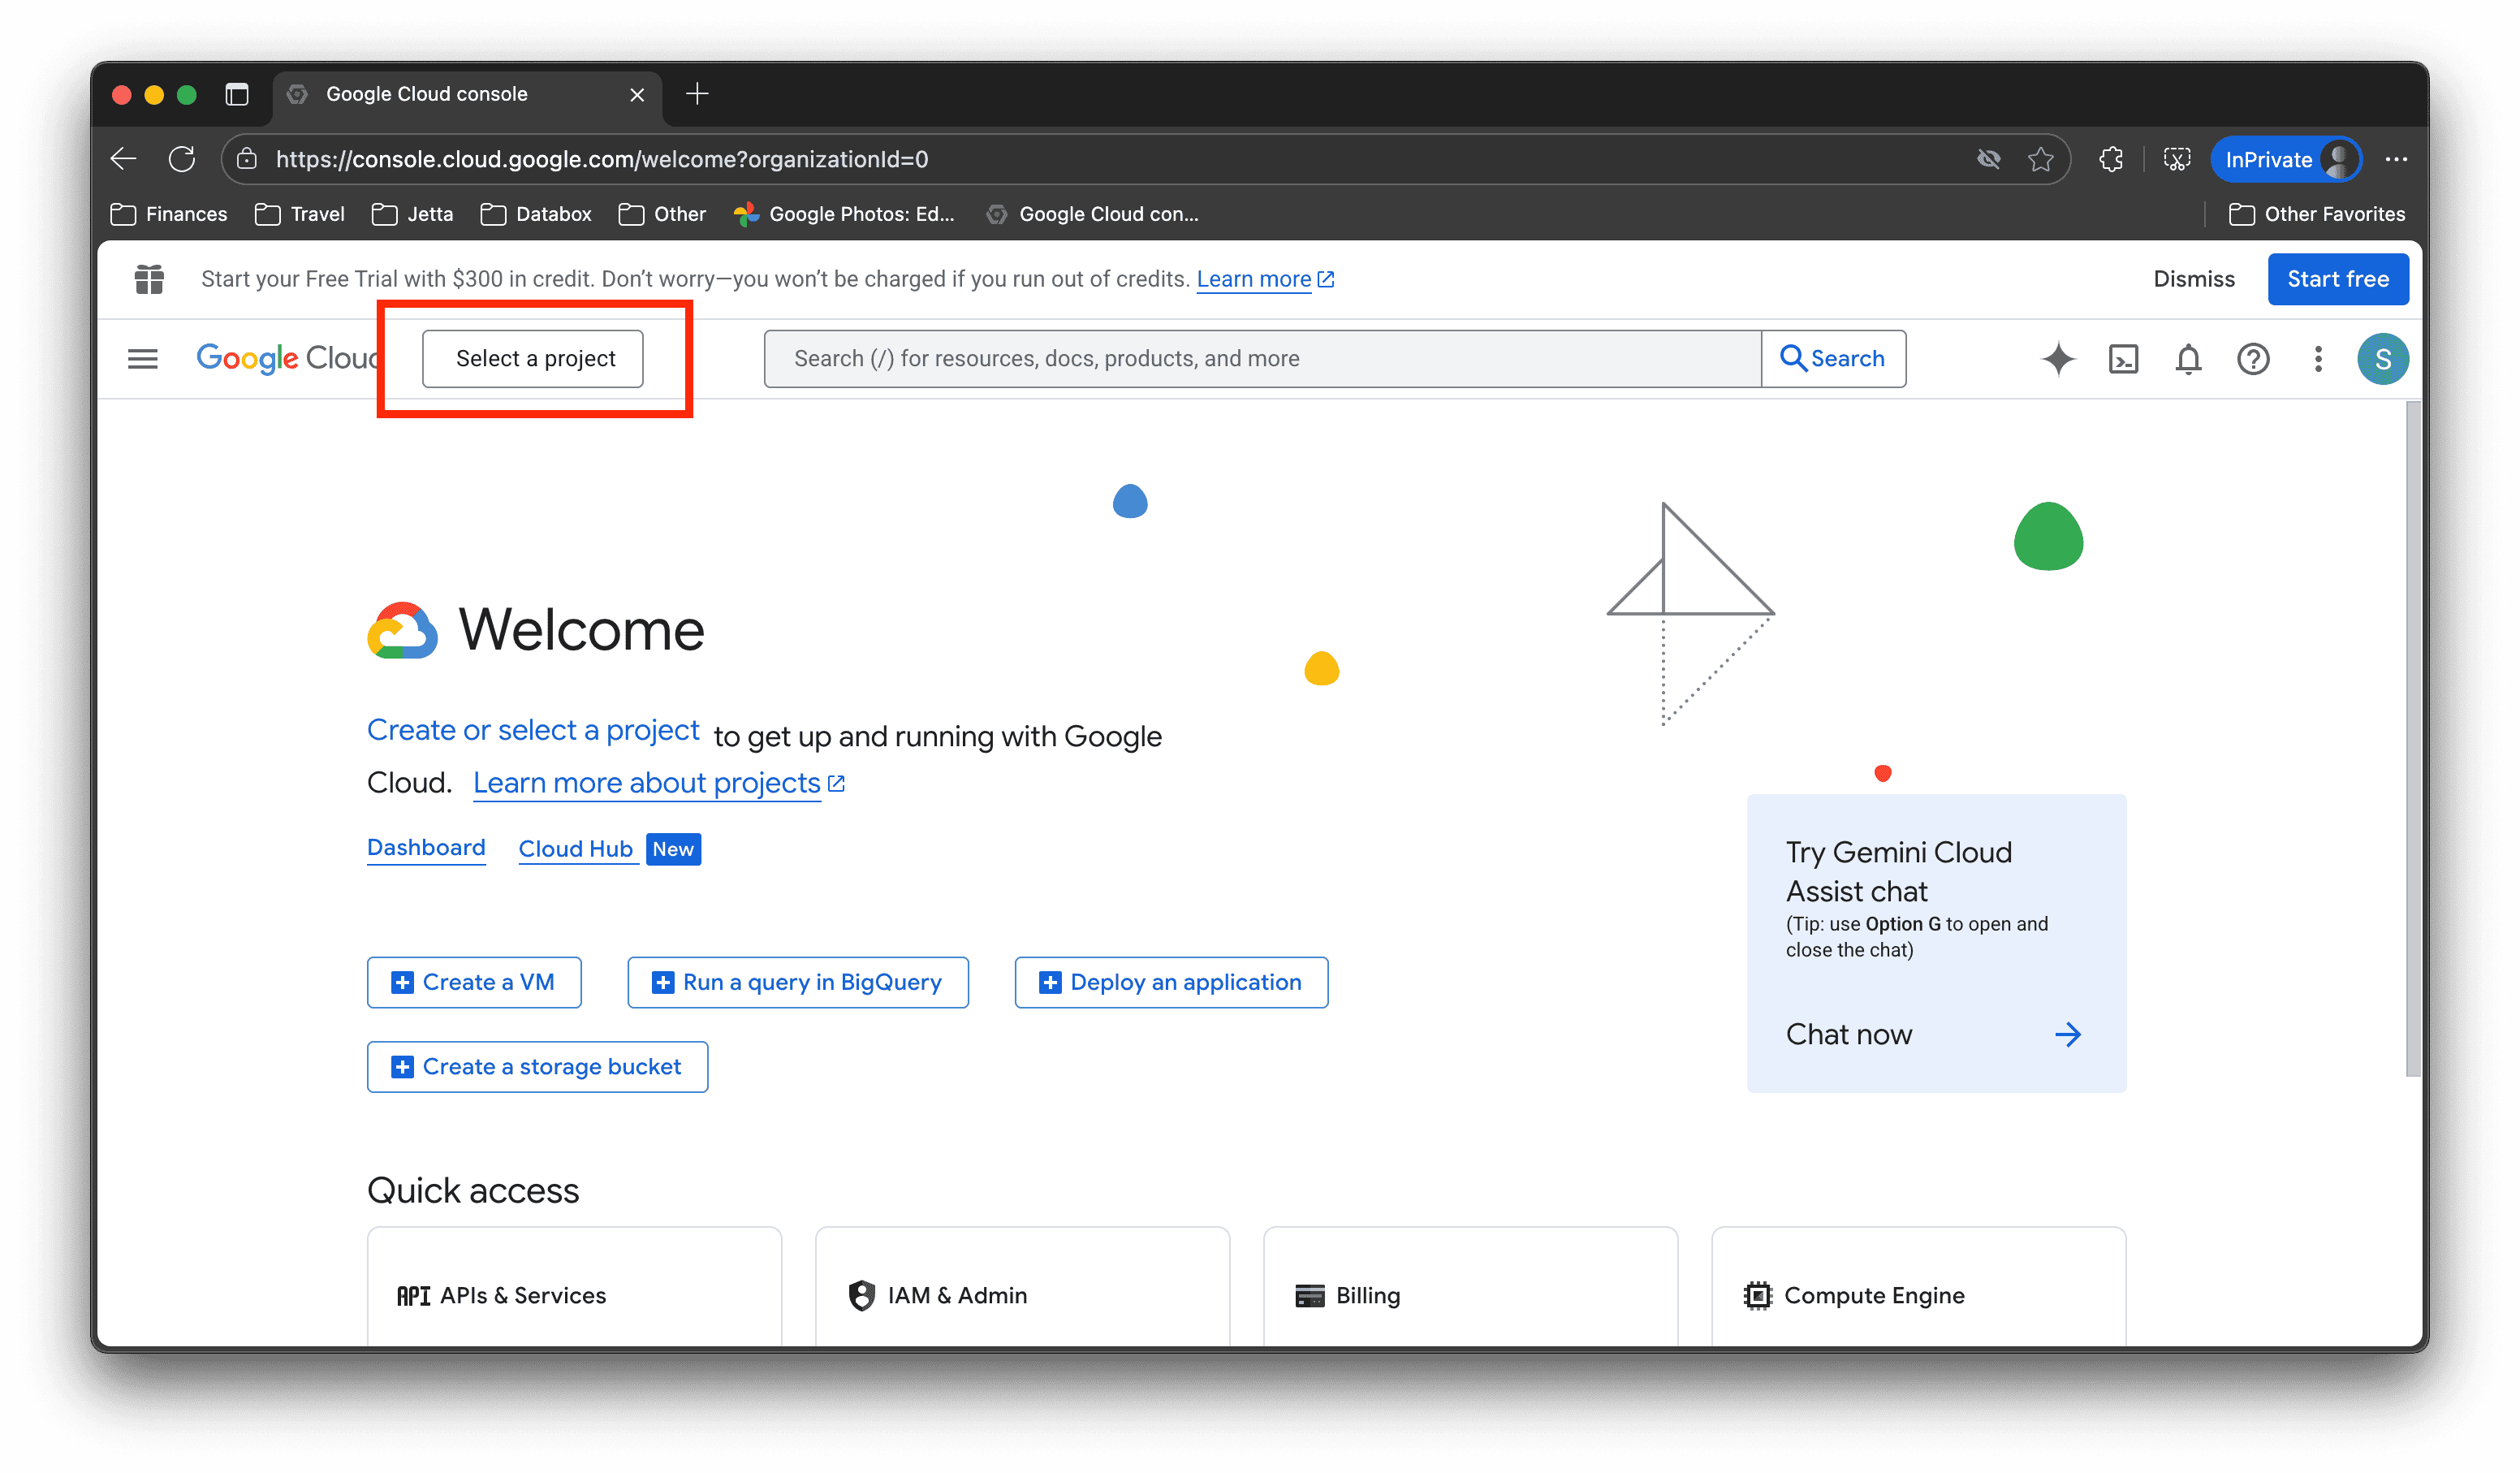 Google Cloud console
https://console.cloud.google.com/welcome?organizationId=0
InPrivate
Finances
Travel
Jetta
Databox
Other
Google Photos: Ed...
Google Cloud con...
Other Favorites
Start your Free Trial with $300 in credit. Don't worry—you won't be charged if you run out of credits. Learn more
Dismiss
Start free
Google Cloud
Select a project
Search (/) for resources, docs, products, and more
Search
S
Welcome
Create or select a project to get up and running with Google
Cloud. Learn more about projects
Dashboard
Cloud Hub New
Try Gemini Cloud
Assist chat
(Tip: use Option G to open and
close the chat)
Chat now
Create a VM
Run a query in BigQuery
Deploy an application
Create a storage bucket
Quick access
API APIs & Services
IAM & Admin
Billing
Compute Engine